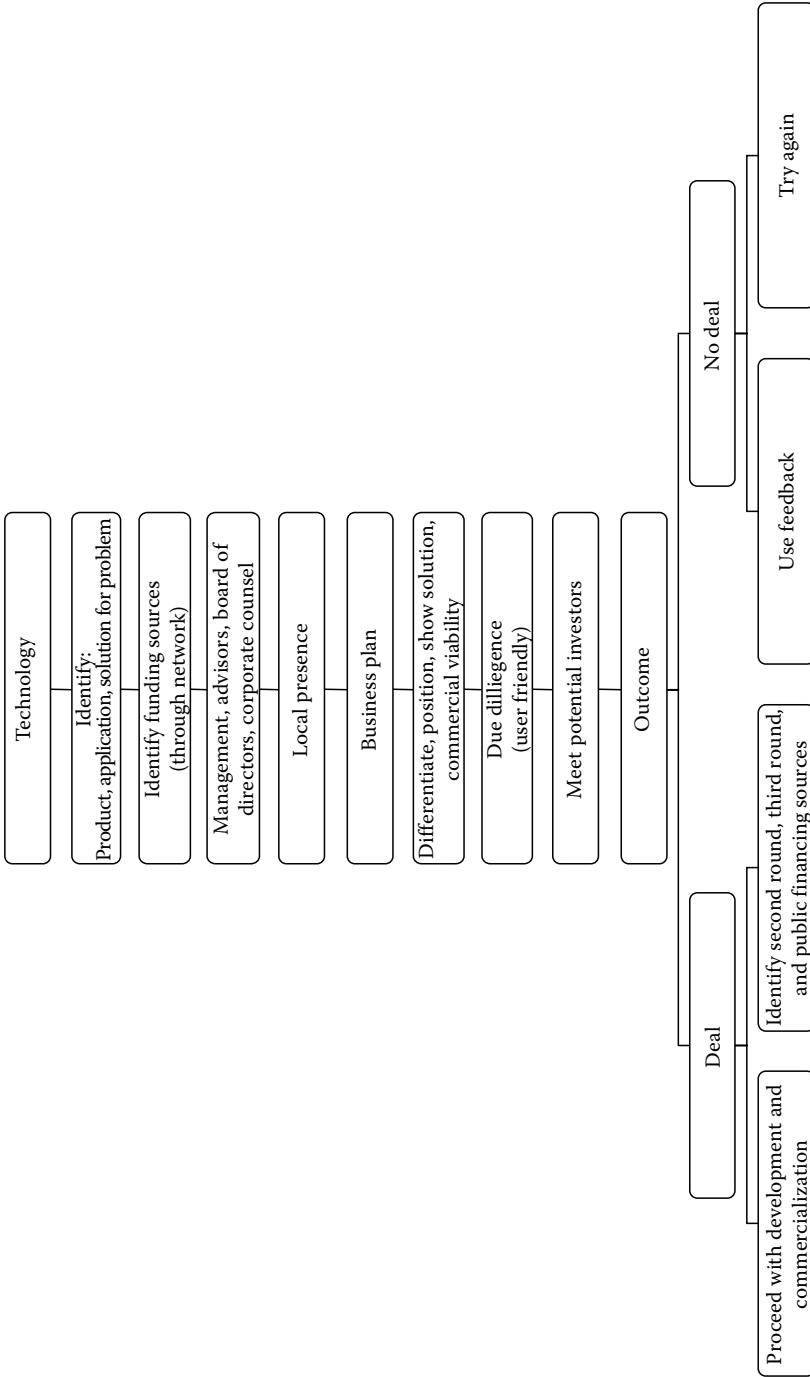 Technology
Identify:
Product, application, solution for problem
Identify funding sources
(through network)
Management, advisors, board of
directors, corporate counsel
Local presence
Business plan
Differentiate, position, show solution,
commercial viability
Due dilliegence
(user friendly)
Meet potential investors
Outcome
Deal
No deal
Proceed with development and
commercialization
Identify second round, third round,
and public financing sources
Use feedback
Try again